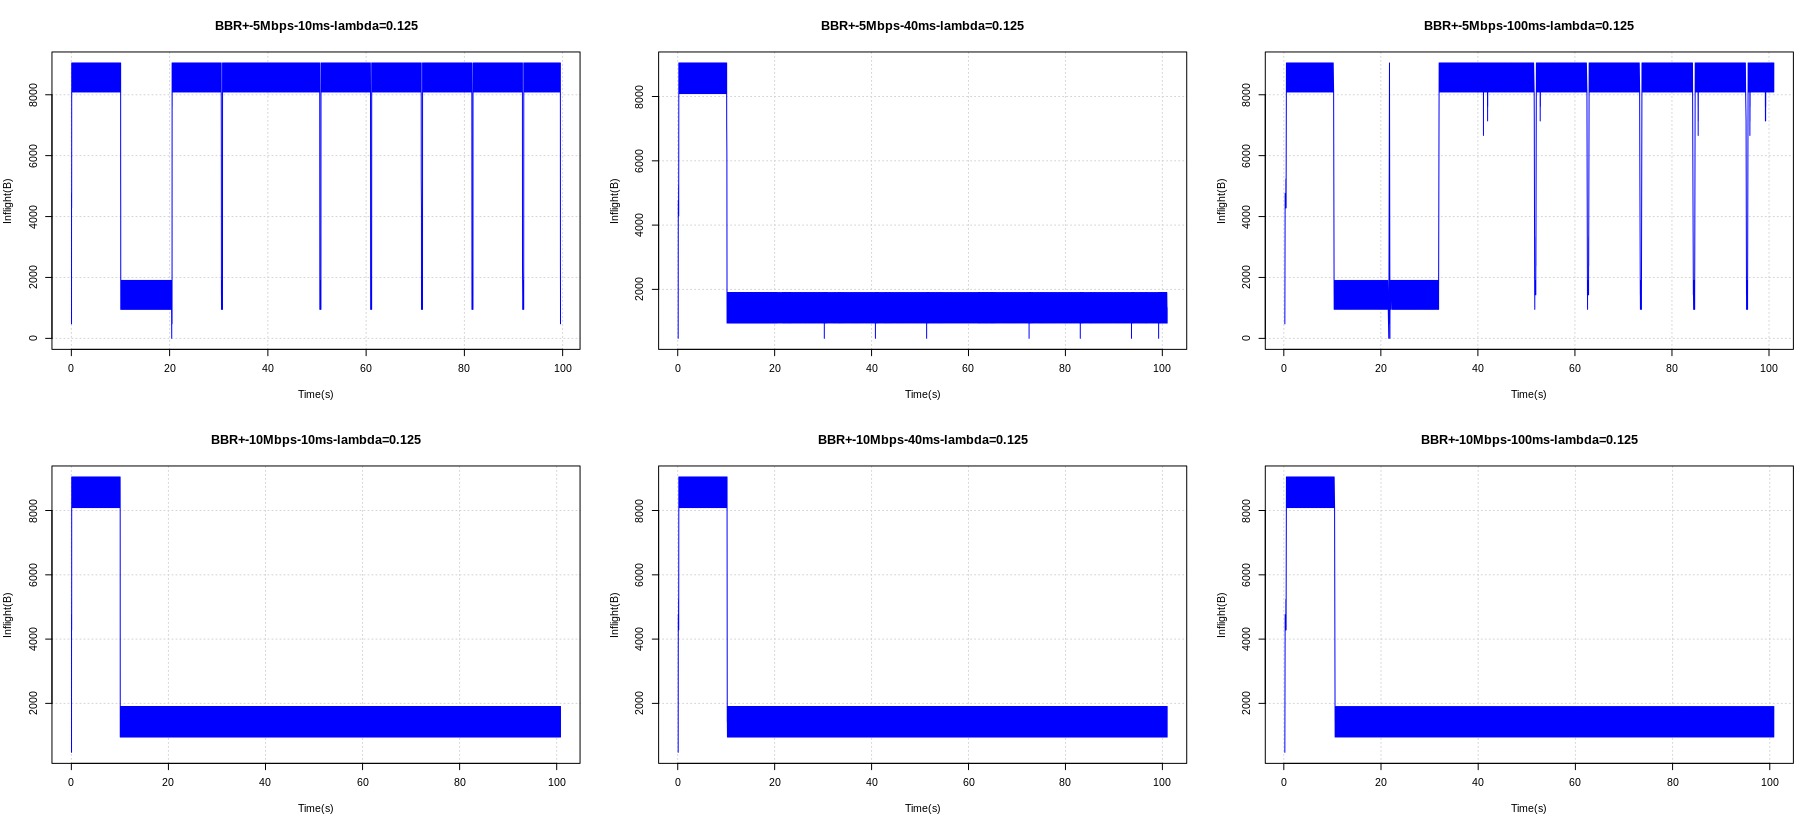 BBR+-5Mbps-10ms-lambda=0.125
Inflight(B)
8000
6000
4000
2000
0
0 20 40 60 80 100
Time(s)
BBR+-5Mbps-40ms-lambda=0.125
Inflight(B)
8000
6000
4000
2000
0 20 40 60 80 100
Time(s)
BBR+-5Mbps-100ms-lambda=0.125
Inflight(B)
8000
6000
4000
2000
0
0 20 40 60 80 100
Time(s)
BBR+-10Mbps-10ms-lambda=0.125
Inflight(B)
8000
6000
4000
2000
0 20 40 60 80 100
Time(s)
BBR+-10Mbps-40ms-lambda=0.125
Inflight(B)
8000
6000
4000
2000
0 20 40 60 80 100
Time(s)
BBR+-10Mbps-100ms-lambda=0.125
Inflight(B)
8000
6000
4000
2000
0 20 40 60 80 100
Time(s)